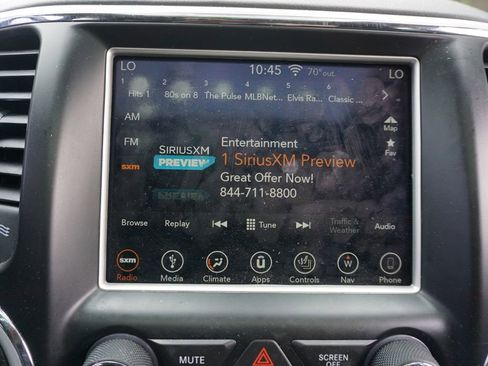 LO 10:45 70° out. LO
1 2 3 4 5 6
Hits 1 80s on 8 The Pulse MLBNet... Elvis Ra... Classic ...
AM
Map
FM
Fav
sxm
SIRIUSXM
PREVIEW
Entertainment
1 SiriusXM Preview
Great Offer Now!
844-711-8800
Browse Replay Tune Traffic & Weather Audio
sxm
Radio Media Climate Apps Controls Nav Phone
MUTE SCREEN OFF